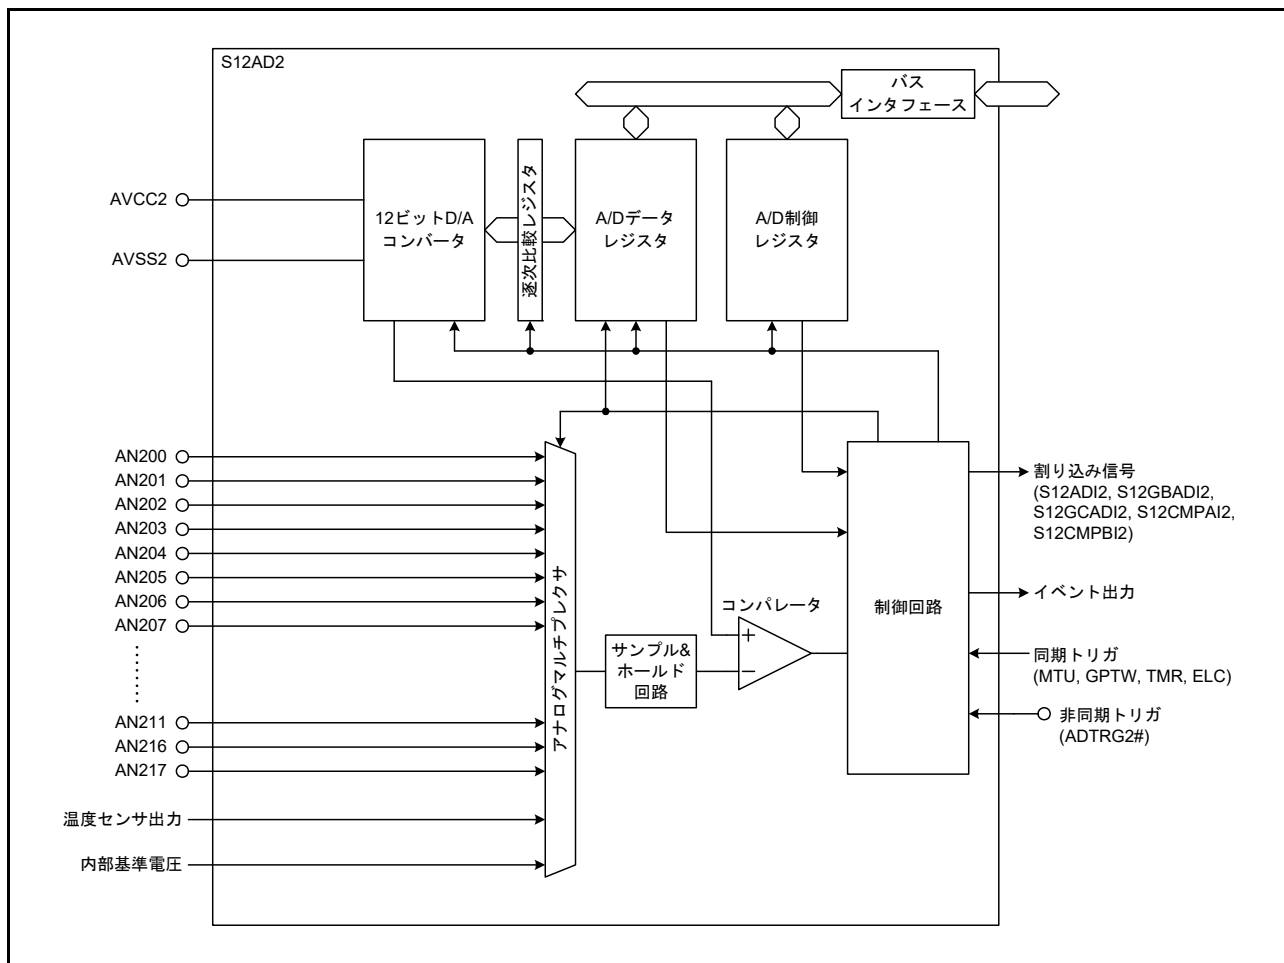 S12AD2
バス
インタフェース
AVCC2
AVSS2
12ビットD/A
コンバータ
逐次比較レジスタ
A/Dデータ
レジスタ
A/D制御
レジスタ
AN200
AN201
AN202
AN203
AN204
AN205
AN206
AN207
AN211
AN216
AN217
温度センサ出力
内部基準電圧
アナログマルチプレクサ
サンプル&
ホールド
回路
コンパレータ
+
−
制御回路
割り込み信号
(S12ADI2, S12GBADI2,
S12GCADI2, S12CMPAI2,
S12CMPBI2)
イベント出力
同期トリガ
(MTU, GPTW, TMR, ELC)
非同期トリガ
(ADTRG2#)